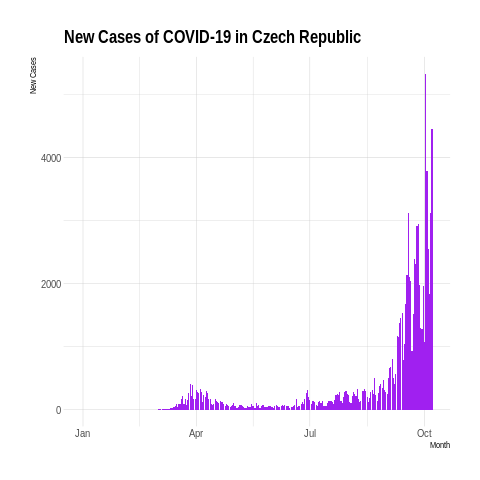 New Cases of COVID-19 in Czech Republic
New Cases
4000
2000
0
Jan Apr Jul Oct
Month